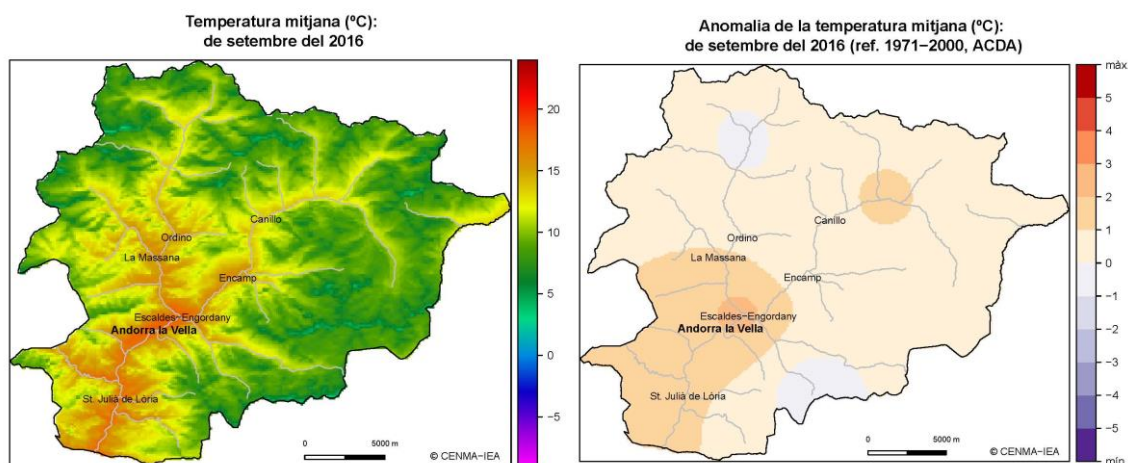 Temperatura mitjana (ºC):
de setembre del 2016
20
15
10
5
0
−5
Ordino
La Massana
Canillo
Encamp
Escaldes−Engordany
Andorra la Vella
St. Julià de Lòria
0 5000 m
© CENMA−IEA
Anomalia de la temperatura mitjana (ºC):
de setembre del 2016 (ref. 1971−2000, ACDA)
màx
5
4
3
2
1
0
−1
−2
−3
−4
−5
mín
Canillo
Ordino
La Massana
Encamp
Escaldes−Engordany
Andorra la Vella
St. Julià de Lòria
0 5000 m
© CENMA−IEA